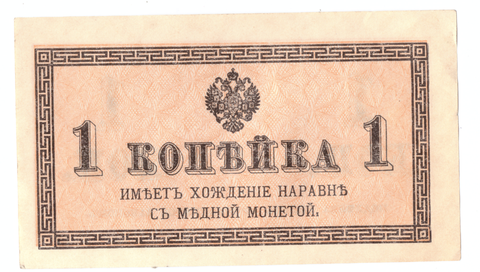 1 КОПѢЙКА 1
ИМѢЕТЪ ХОЖДЕНІЕ НАРАВНѢ
СЪ МѢДНОЙ МОНЕТОЙ.